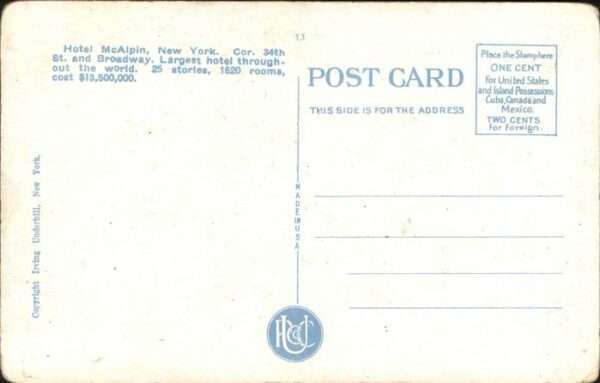 13
Hotel McAlpin, New York. Cor. 34th
St. and Broadway. Largest hotel through-
out the world. 25 stories, 1620 rooms,
cost $13,500,000.
POST CARD
THIS SIDE IS FOR THE ADDRESS
Place the Stamp here
ONE CENT
for United States
and Island Possessions
Cuba, Canada and
Mexico.
TWO CENTS
for Foreign.
MADE IN USA
Copyright Irving Underhill, New York.